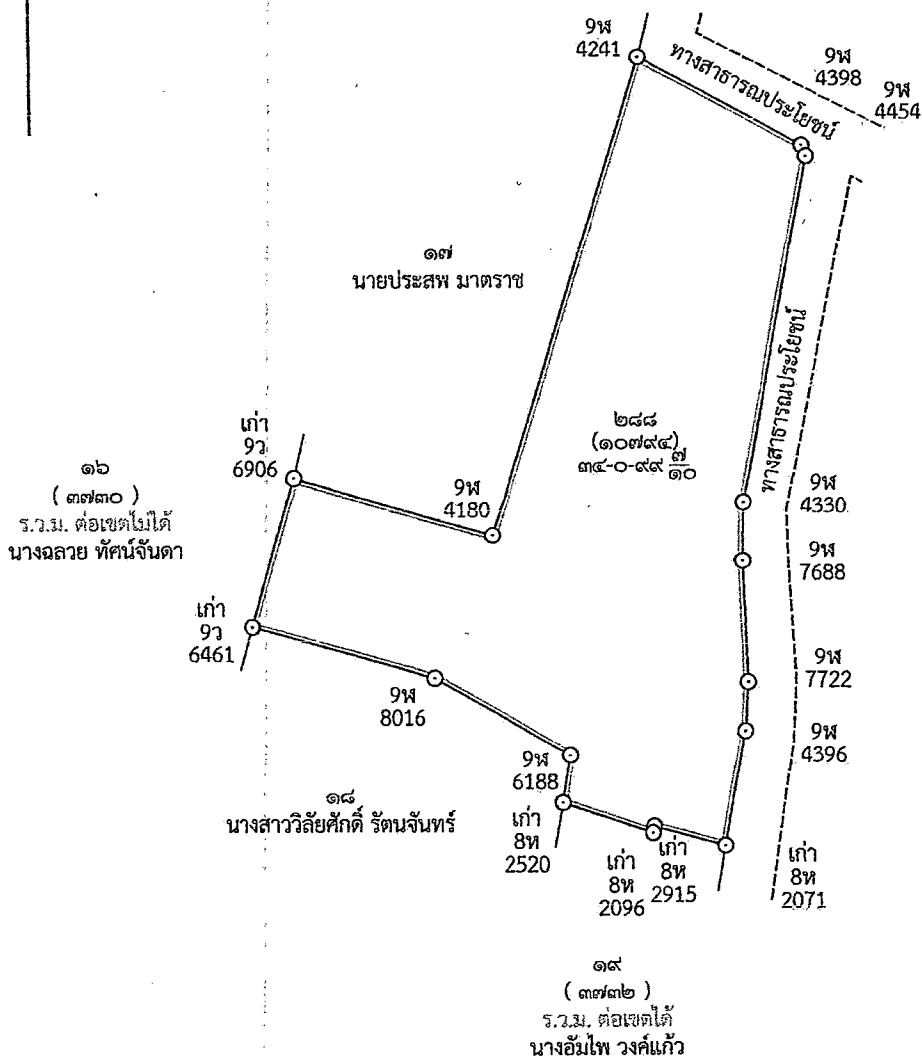 9ฬ
4241
ทางสาธารณประโยชน์
9ฬ
4398
9ฬ
4454
๑๗
นายประสพ มาตราช
ทางสาธารณประโยชน์
๒๘๘
(๑๐๗๙๔)
๓๔-๐-๙๙ ๗/๑๐
เก่า
9ว
6906
๑๖
( ๓๗๓๐ )
ร.ว.ม. ต่อเขตไม่ได้
นางฉลวย ทัศน์จันดา
9ฬ
4180
9ฬ
4330
9ฬ
7688
เก่า
9ว
6461
9ฬ
7722
9ฬ
8016
9ฬ
4396
9ฬ
6188
๑๘
นางสาววิลัยศักดิ์ รัตนจันทร์
เก่า
8ห
2520
เก่า
8ห
2096
เก่า
8ห
2915
เก่า
8ห
2071
๑๙
( ๓๗๓๒ )
ร.ว.ม. ต่อเขตได้
นางอัมไพ วงค์แก้ว